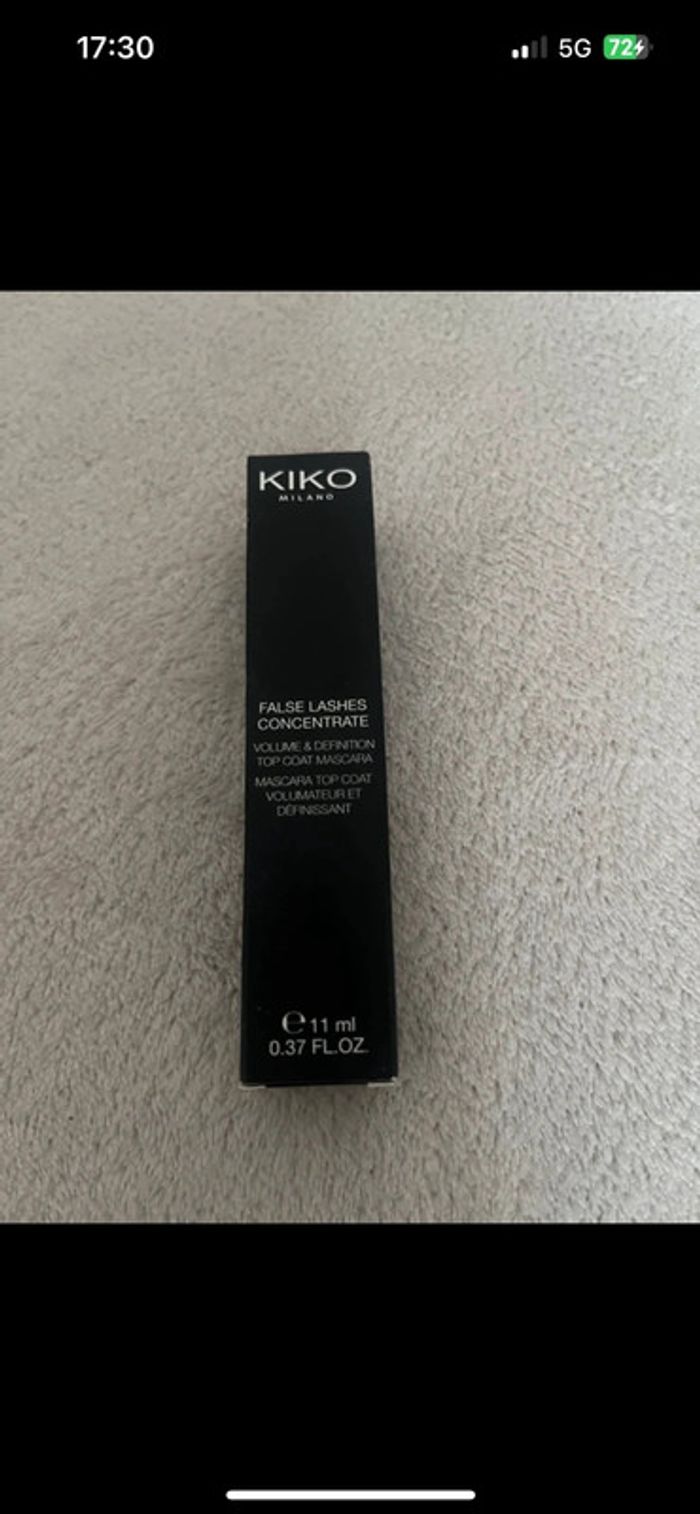 17:30
5G
72
KIKO
MILANO
FALSE LASHES
CONCENTRATE
VOLUME & DEFINITION
TOP COAT MASCARA
MASCARA TOP COAT
VOLUMATEUR ET
DÉFINISSANT
℮ 11 ml
0.37 FL.OZ.